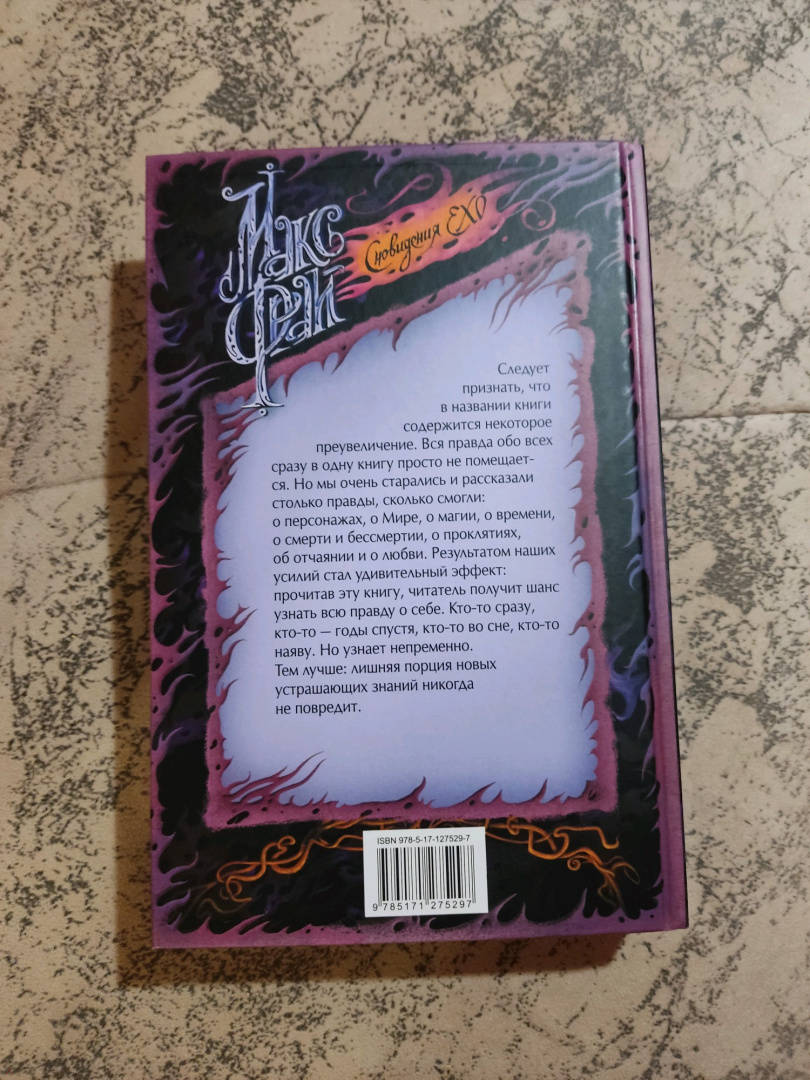 Макс
Фрай
Сновидения ЕХО
Следует
признать, что
в названии книги
содержится некоторое
преувеличение. Вся правда обо всех
сразу в одну книгу просто не помещает-
ся. Но мы очень старались и рассказали
столько правды, сколько смогли:
о персонажах, о Мире, о магии, о времени,
о смерти и бессмертии, о проклятиях,
об отчаянии и о любви. Результатом наших
усилий стал удивительный эффект:
прочитав эту книгу, читатель получит шанс
узнать всю правду о себе. Кто-то сразу,
кто-то — годы спустя, кто-то во сне, кто-то
наяву. Но узнает непременно.
Тем лучше: лишняя порция новых
устрашающих знаний никогда
не повредит.
ISBN 978-5-17-127529-7
9 785171 275297